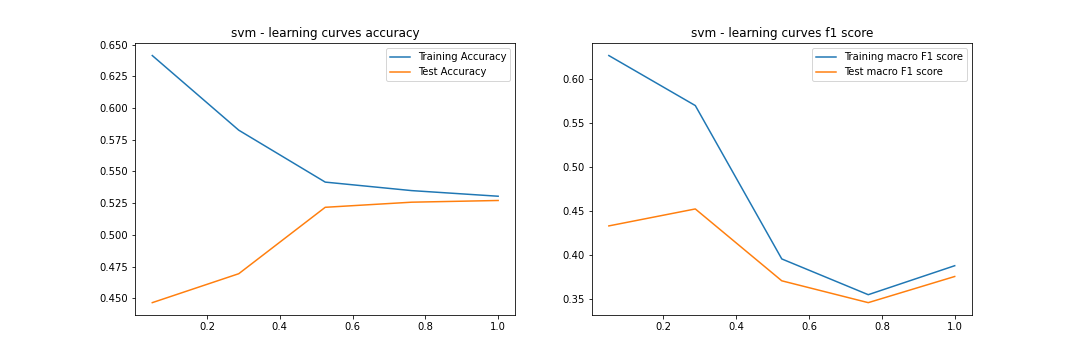 svm - learning curves accuracy
Training Accuracy
Test Accuracy
0.650
0.625
0.600
0.575
0.550
0.525
0.500
0.475
0.450
0.2 0.4 0.6 0.8 1.0
svm - learning curves f1 score
Training macro F1 score
Test macro F1 score
0.60
0.55
0.50
0.45
0.40
0.35
0.2 0.4 0.6 0.8 1.0